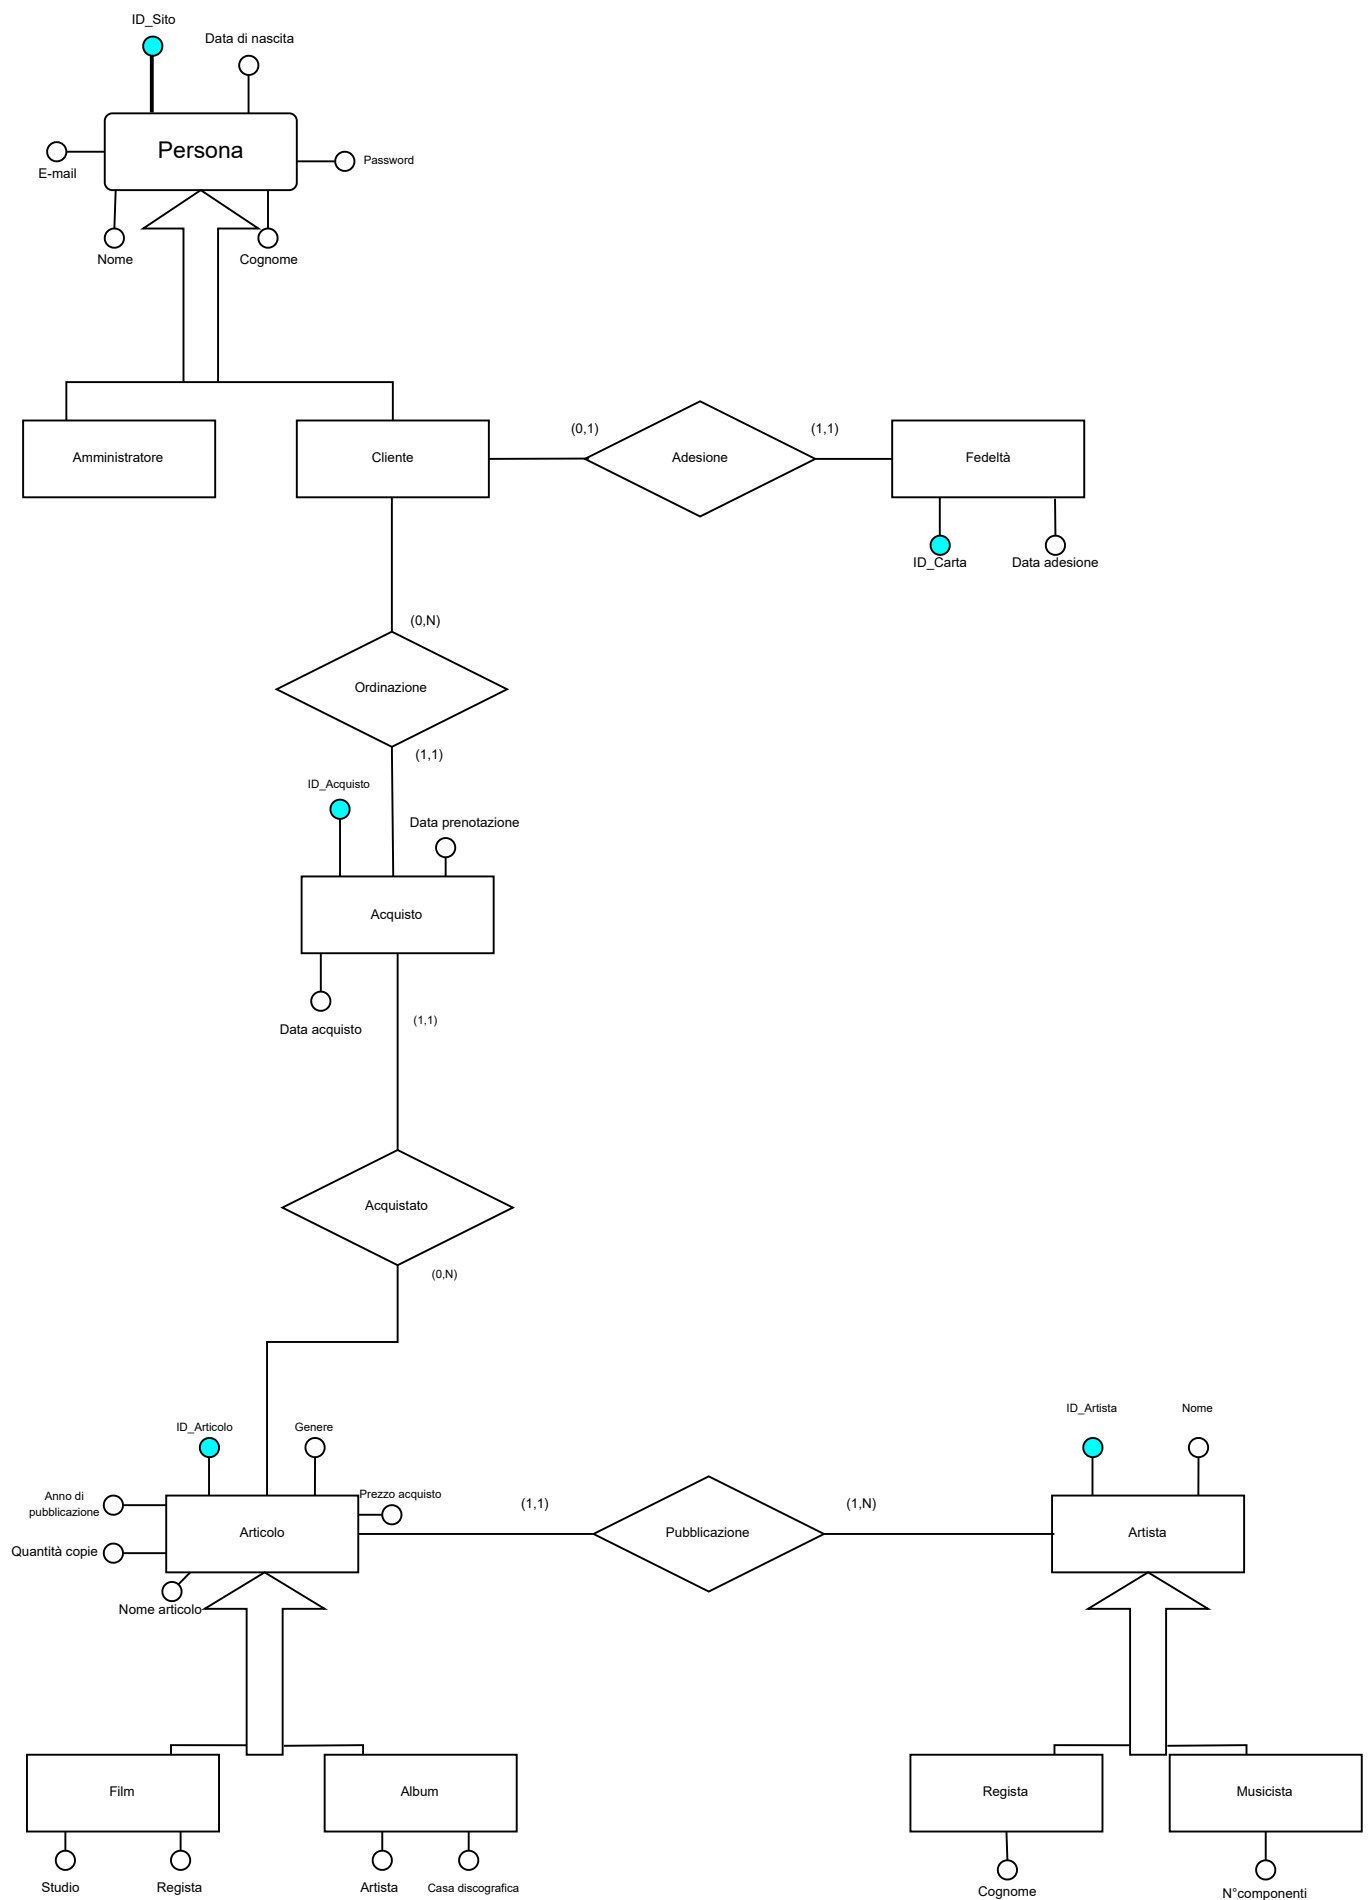 ID_Sito
Data di nascita
Persona
E-mail
Password
Nome
Cognome
Amministratore
Cliente
(0,1)
Adesione
(1,1)
Fedeltà
ID_Carta
Data adesione
(0,N)
Ordinazione
(1,1)
ID_Acquisto
Data prenotazione
Acquisto
Data acquisto
(1,1)
Acquistato
(0,N)
ID_Articolo
Genere
Anno di
pubblicazione
Prezzo acquisto
Articolo
Quantità copie
Nome articolo
(1,1)
Pubblicazione
(1,N)
ID_Artista
Nome
Artista
Film
Album
Regista
Musicista
Studio
Regista
Artista
Casa discografica
Cognome
N°componenti